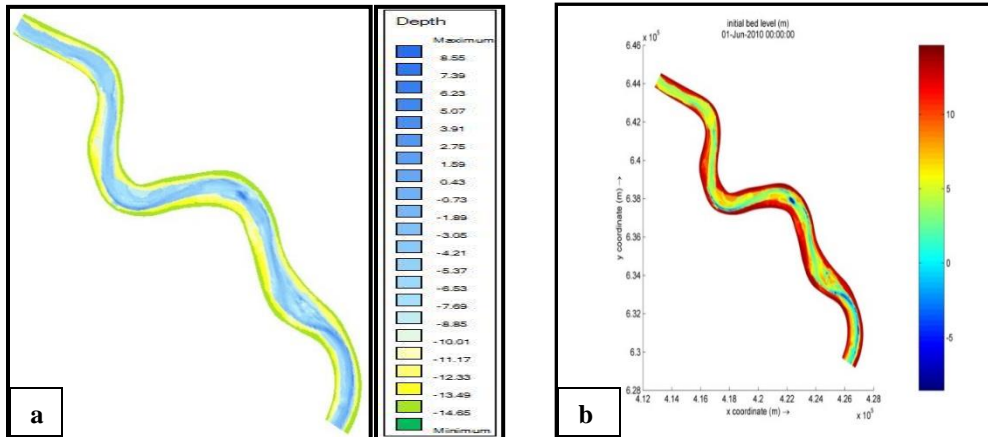 Depth
Maximum
8.55
7.39
6.23
5.07
3.91
2.75
1.59
0.43
-0.73
-1.89
-3.05
-4.21
-5.37
-6.53
-7.69
-8.85
-10.01
-11.17
-12.33
-13.49
-14.65
Minimum
a
initial bed level (m)
01-Jun-2010 00:00:00
x 10⁵
6.46
6.44
6.42
6.4
6.38
6.36
6.34
6.32
6.3
6.28
y coordinate (m) →
4.12 4.14 4.16 4.18 4.2 4.22 4.24 4.26 4.28
x coordinate (m) →
x 10⁵
10
5
0
-5
b